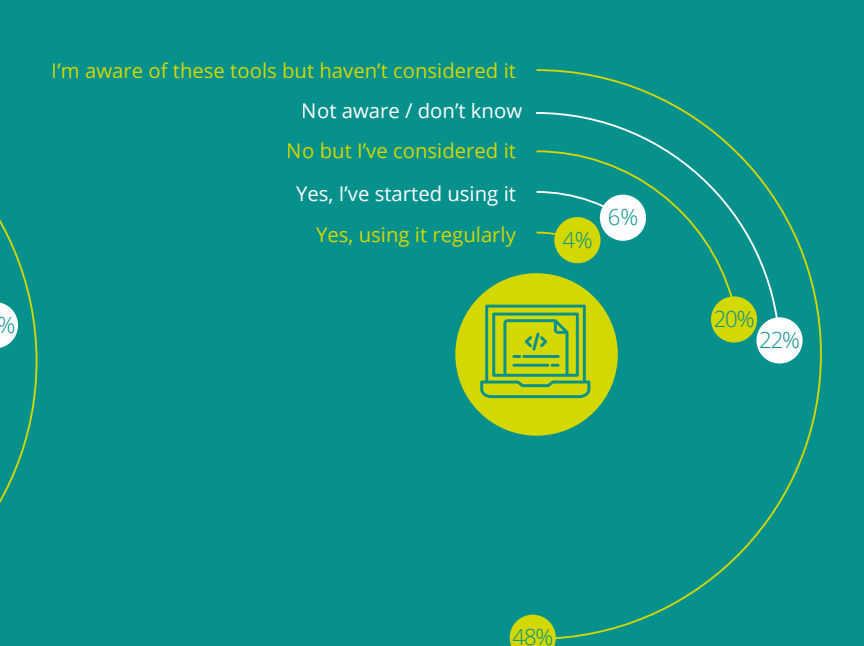 I'm aware of these tools but haven't considered it
Not aware / don't know
No but I've considered it
Yes, I've started using it
6%
Yes, using it regularly
4%
</>
20%
%
22%
48%